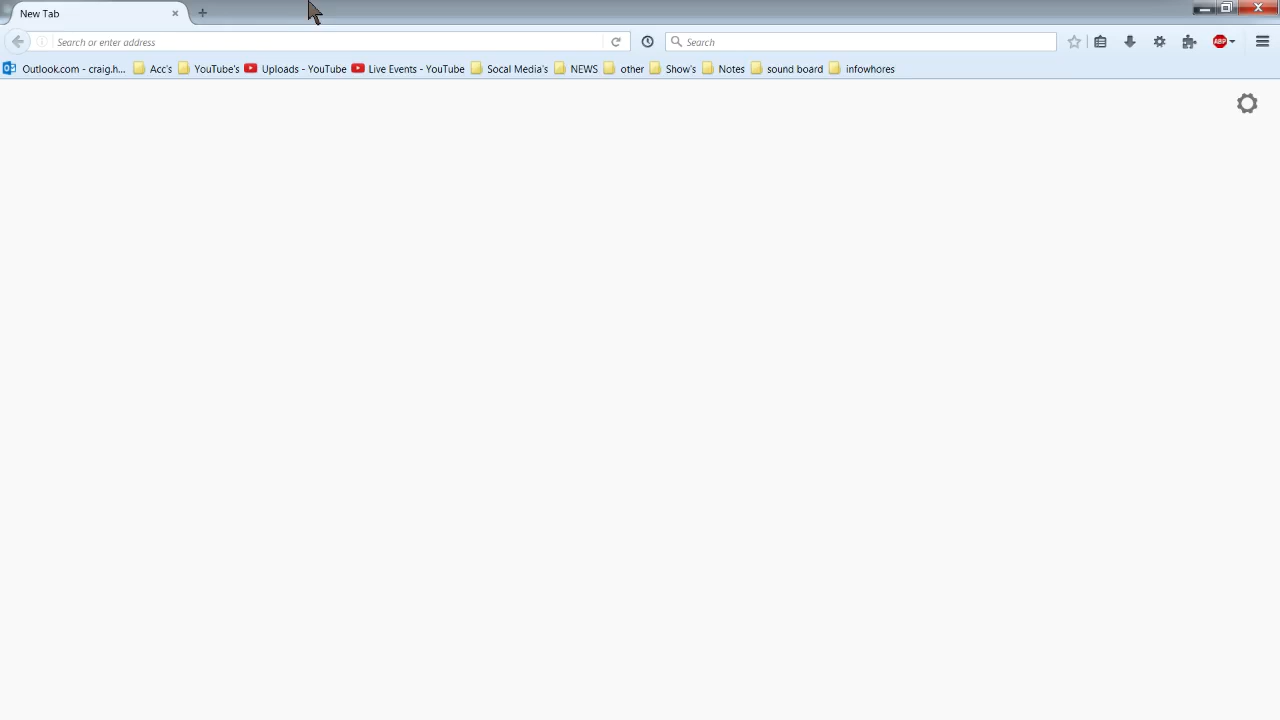 New Tab
Search or enter address
Search
Outlook.com - craig.h... Acc's YouTube's Uploads - YouTube Live Events - YouTube Socal Media's NEWS other Show's Notes sound board infowhores
ABP